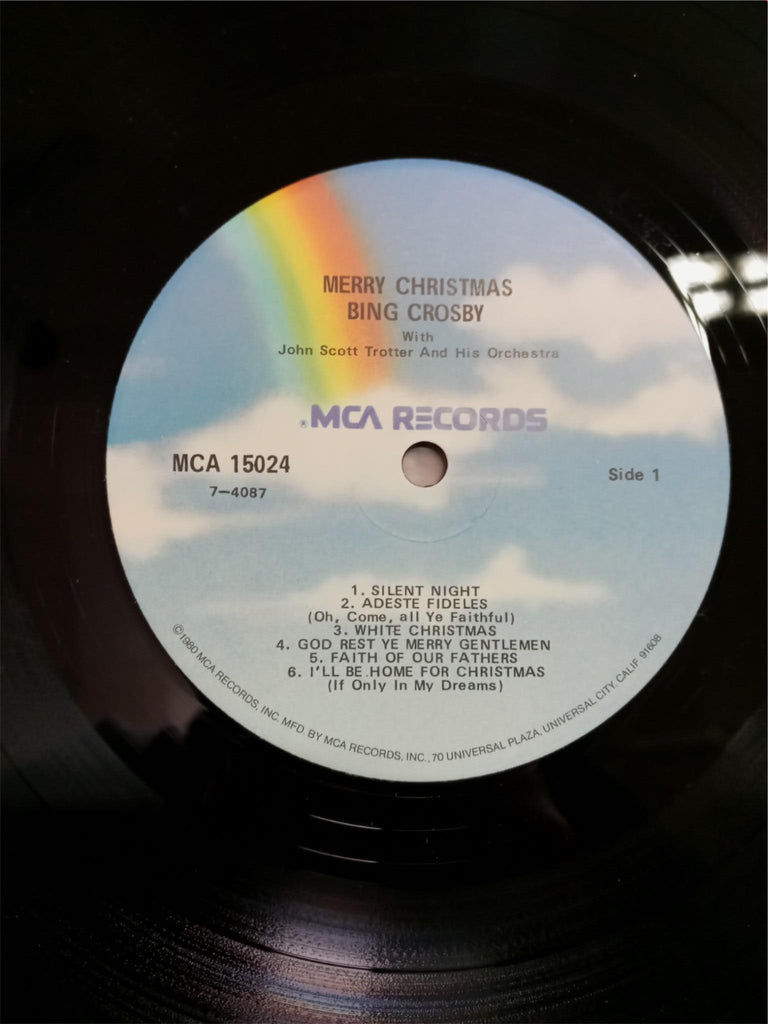 MERRY CHRISTMAS
BING CROSBY
With
John Scott Trotter And His Orchestra
®MCA RECORDS
MCA 15024
7-4087
Side 1
1. SILENT NIGHT
2. ADESTE FIDELES
(Oh, Come, all Ye Faithful)
3. WHITE CHRISTMAS
4. GOD REST YE MERRY GENTLEMEN
5. FAITH OF OUR FATHERS
6. I'LL BE HOME FOR CHRISTMAS
(If Only In My Dreams)
©1980 MCA RECORDS, INC. MFD. BY MCA RECORDS, INC., 70 UNIVERSAL PLAZA, UNIVERSAL CITY, CALIF 91608